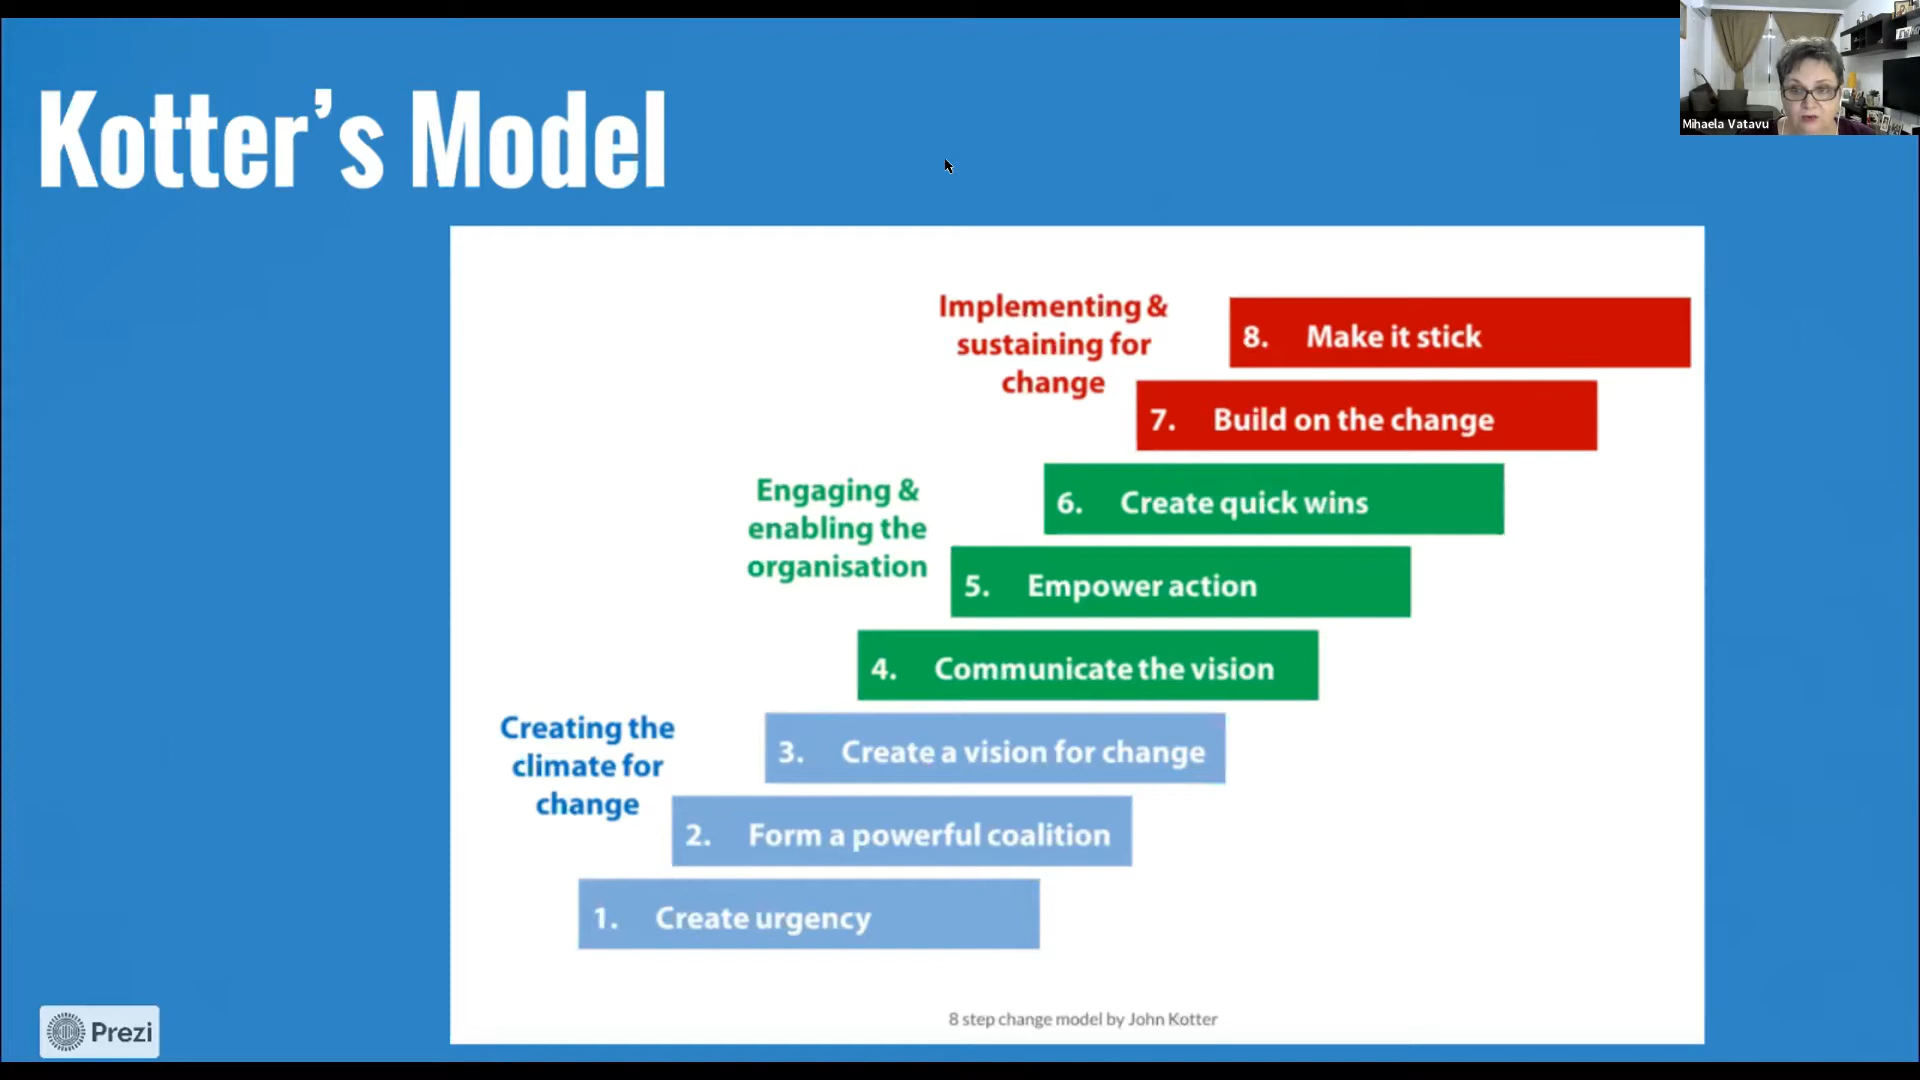 Kotter’s Model
Mihaela Vatavu
Implementing &
sustaining for
change
8. Make it stick
7. Build on the change
Engaging &
enabling the
organisation
6. Create quick wins
5. Empower action
4. Communicate the vision
Creating the
climate for
change
3. Create a vision for change
2. Form a powerful coalition
1. Create urgency
8 step change model by John Kotter
Prezi